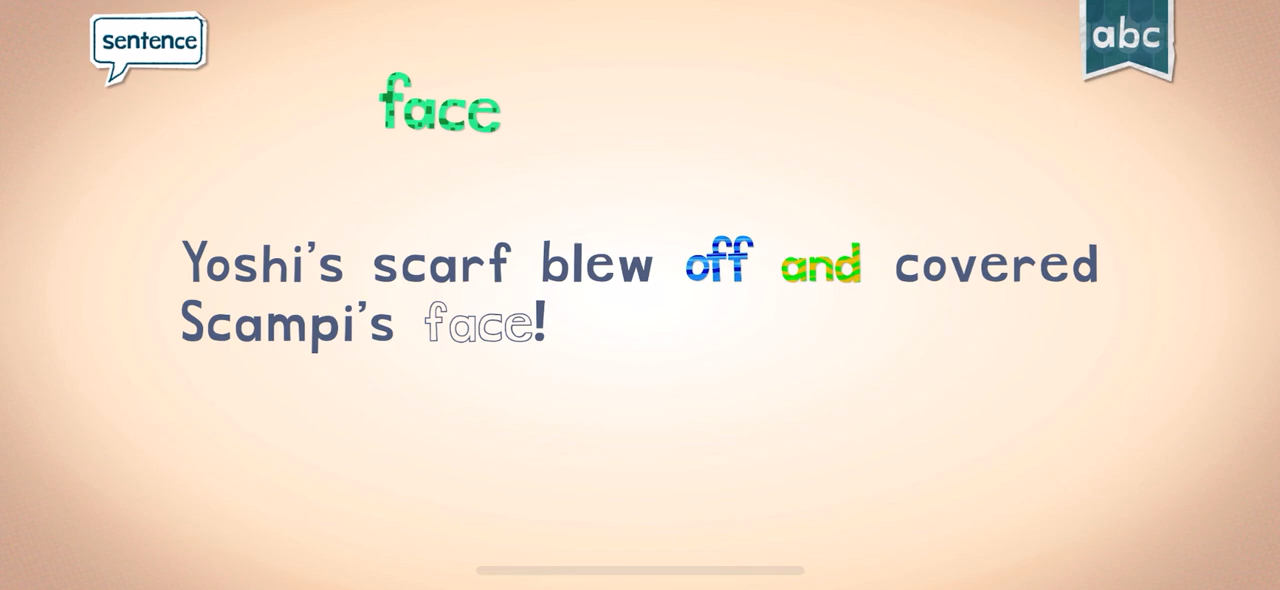 sentence
abc
face
Yoshi’s scarf blew off and covered
Scampi’s face!